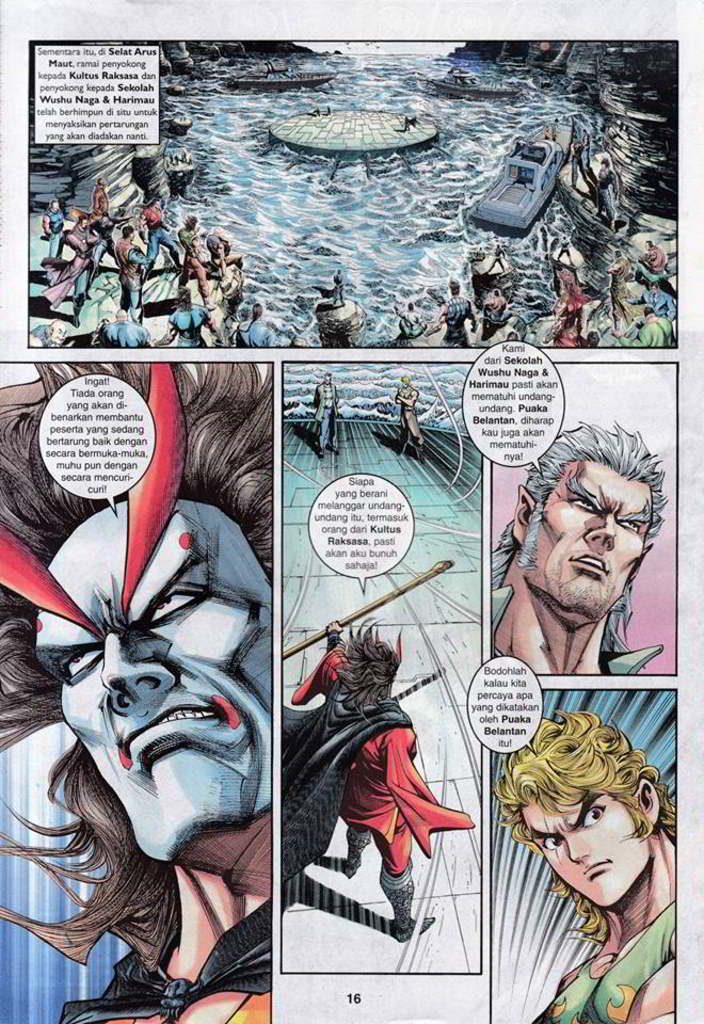 Sementara itu, di Selat Arus
Maut, ramai penyokong
kepada Kultus Raksasa dan
penyokong kepada Sekolah
Wushu Naga & Harimau
telah berhimpun di situ untuk
menyaksikan pertarungan
yang akan diadakan nanti.
Ingat!
Tiada orang
yang akan di-
benarkan membantu
peserta yang sedang
bertarung baik dengan
secara bermuka-muka,
muhu pun dengan
secara mencuri-
curi!
Siapa
yang berani
melanggar undang-
undang itu, termasuk
orang dari Kultus
Raksasa, pasti
akan aku bunuh
sahaja!
Kami
dari Sekolah
Wushu Naga &
Harimau pasti akan
mematuhi undang-
undang. Puaka
Belantan, diharap
kau juga akan
mematuhi-
nya!
Bodohlah
kalau kita
percaya apa
yang dikatakan
oleh Puaka
Belantan
itu!
16